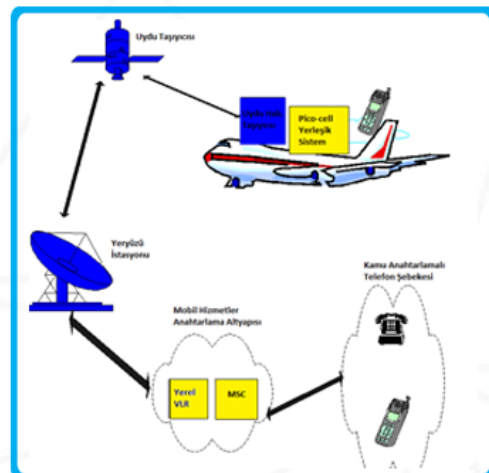 Uydu Taşıyıcısı
Pico-cell
Yerleşik
Sistem
Yeryüzü
İstasyonu
Kamu Anahtarlamalı
Telefon Şebekesi
Mobil Hizmetler
Anahtarlama Altyapısı
Yerel
VLR
MSC